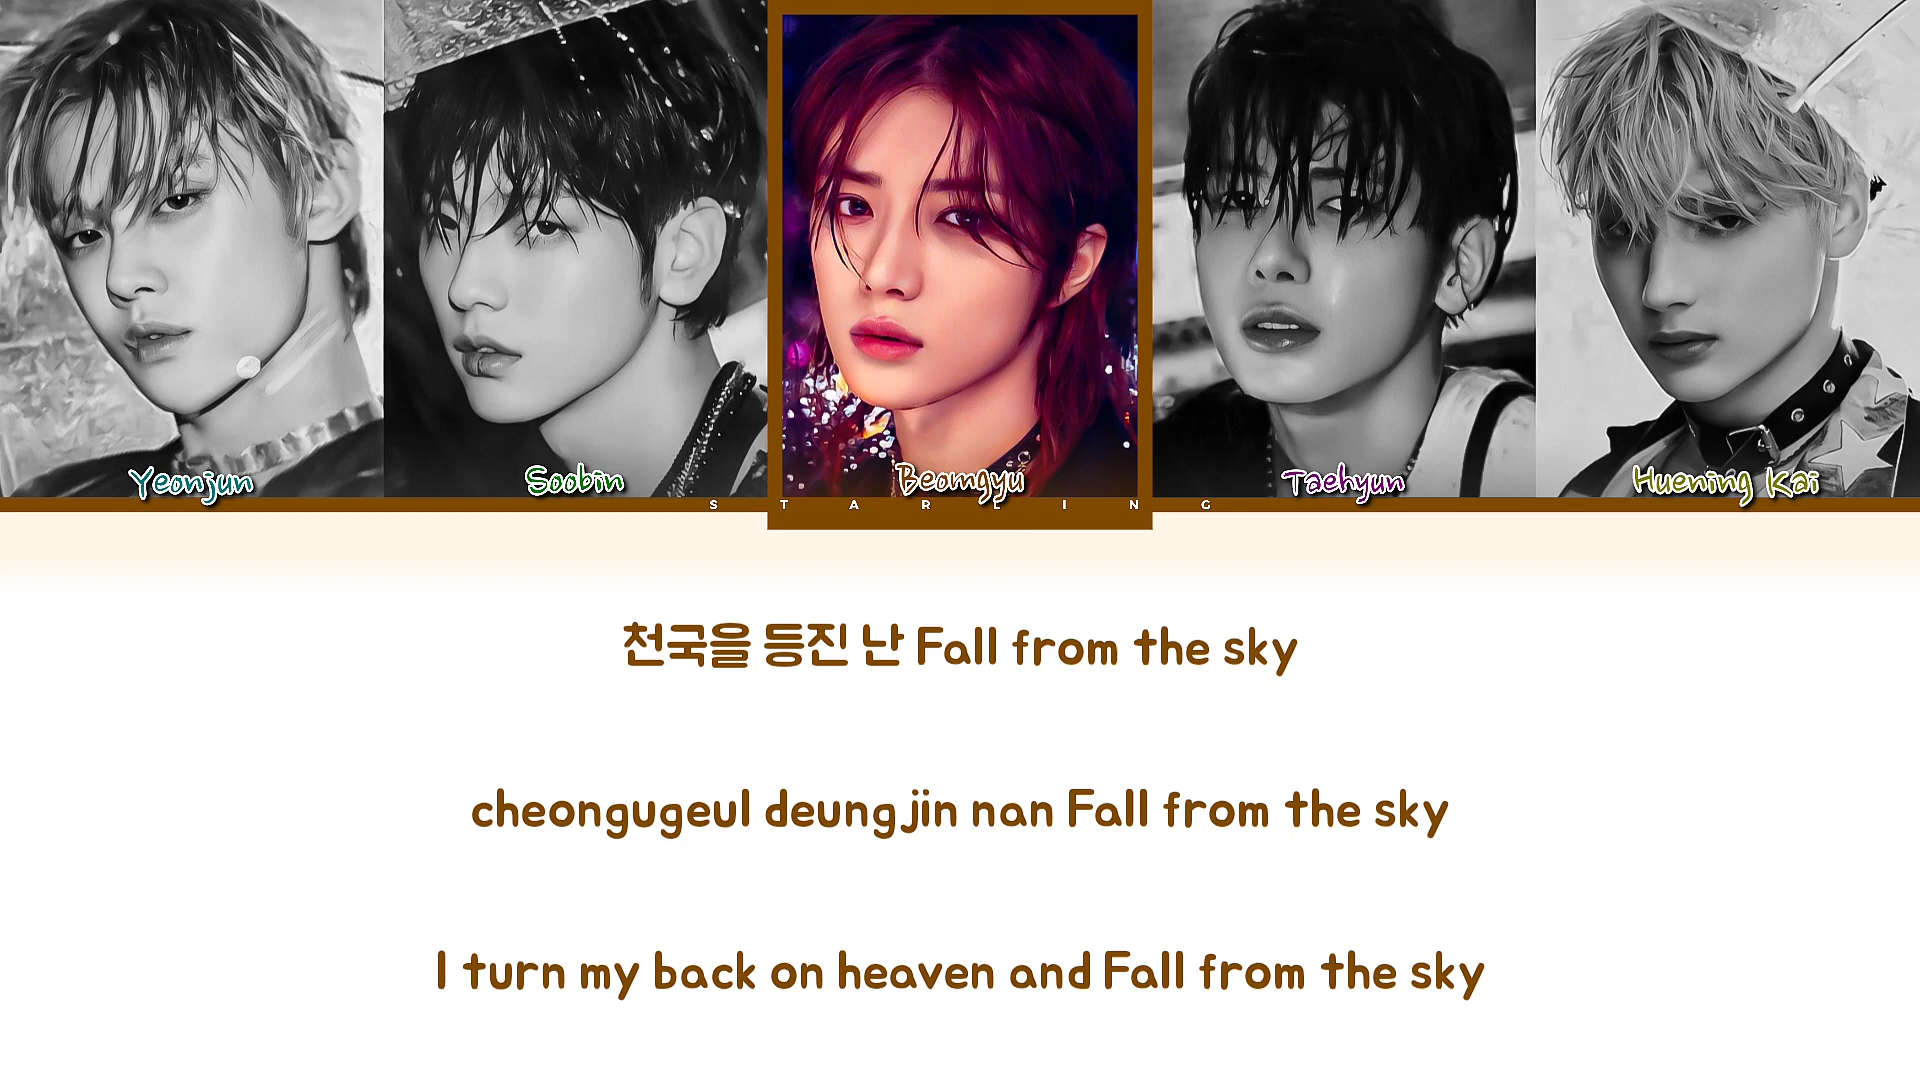 Yeonjun
Soobin
Beomgyu
Taehyun
Huening Kai
STARLING
천국을 등진 난 Fall from the sky
cheongugeul deungjin nan Fall from the sky
I turn my back on heaven and Fall from the sky